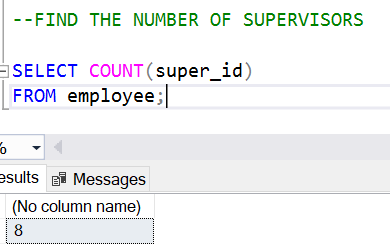 --FIND THE NUMBER OF SUPERVISORS
SELECT COUNT(super_id)
FROM employee;
%
esults
Messages
(No column name)
8